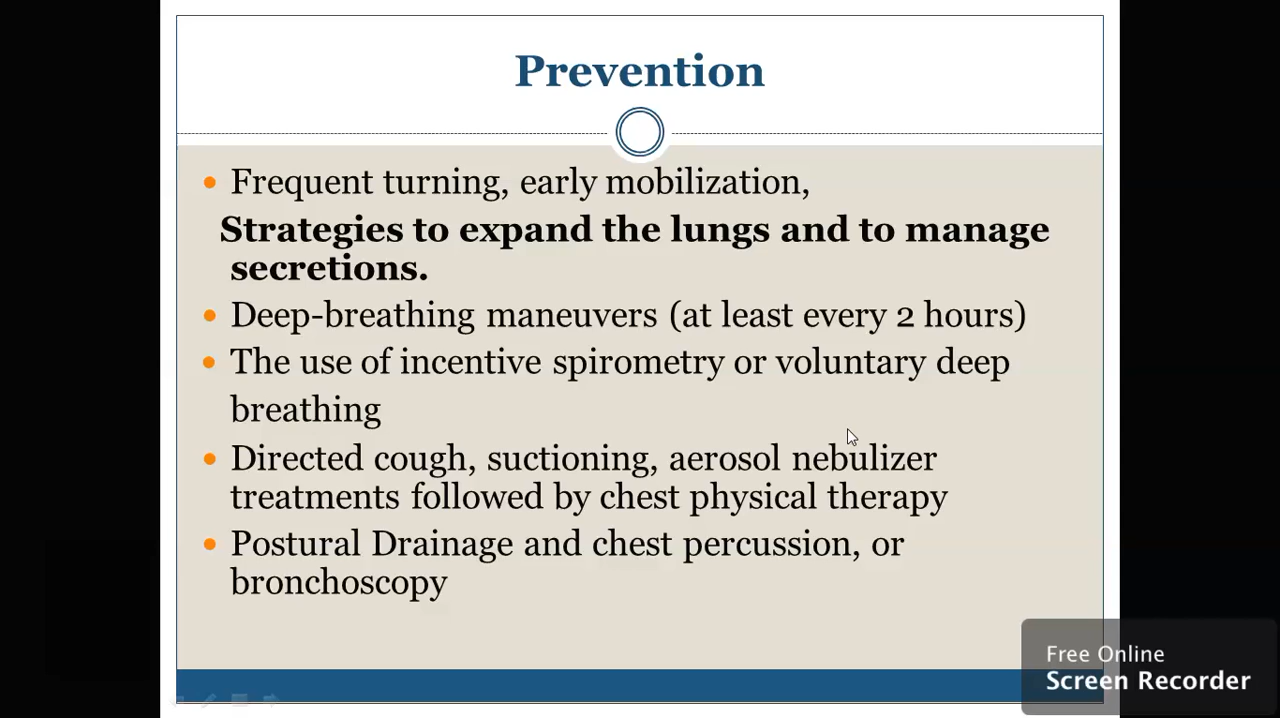 Prevention
Frequent turning, early mobilization,
Strategies to expand the lungs and to manage
secretions.
Deep-breathing maneuvers (at least every 2 hours)
The use of incentive spirometry or voluntary deep
breathing
Directed cough, suctioning, aerosol nebulizer
treatments followed by chest physical therapy
Postural Drainage and chest percussion, or
bronchoscopy
Free Online
Screen Recorder